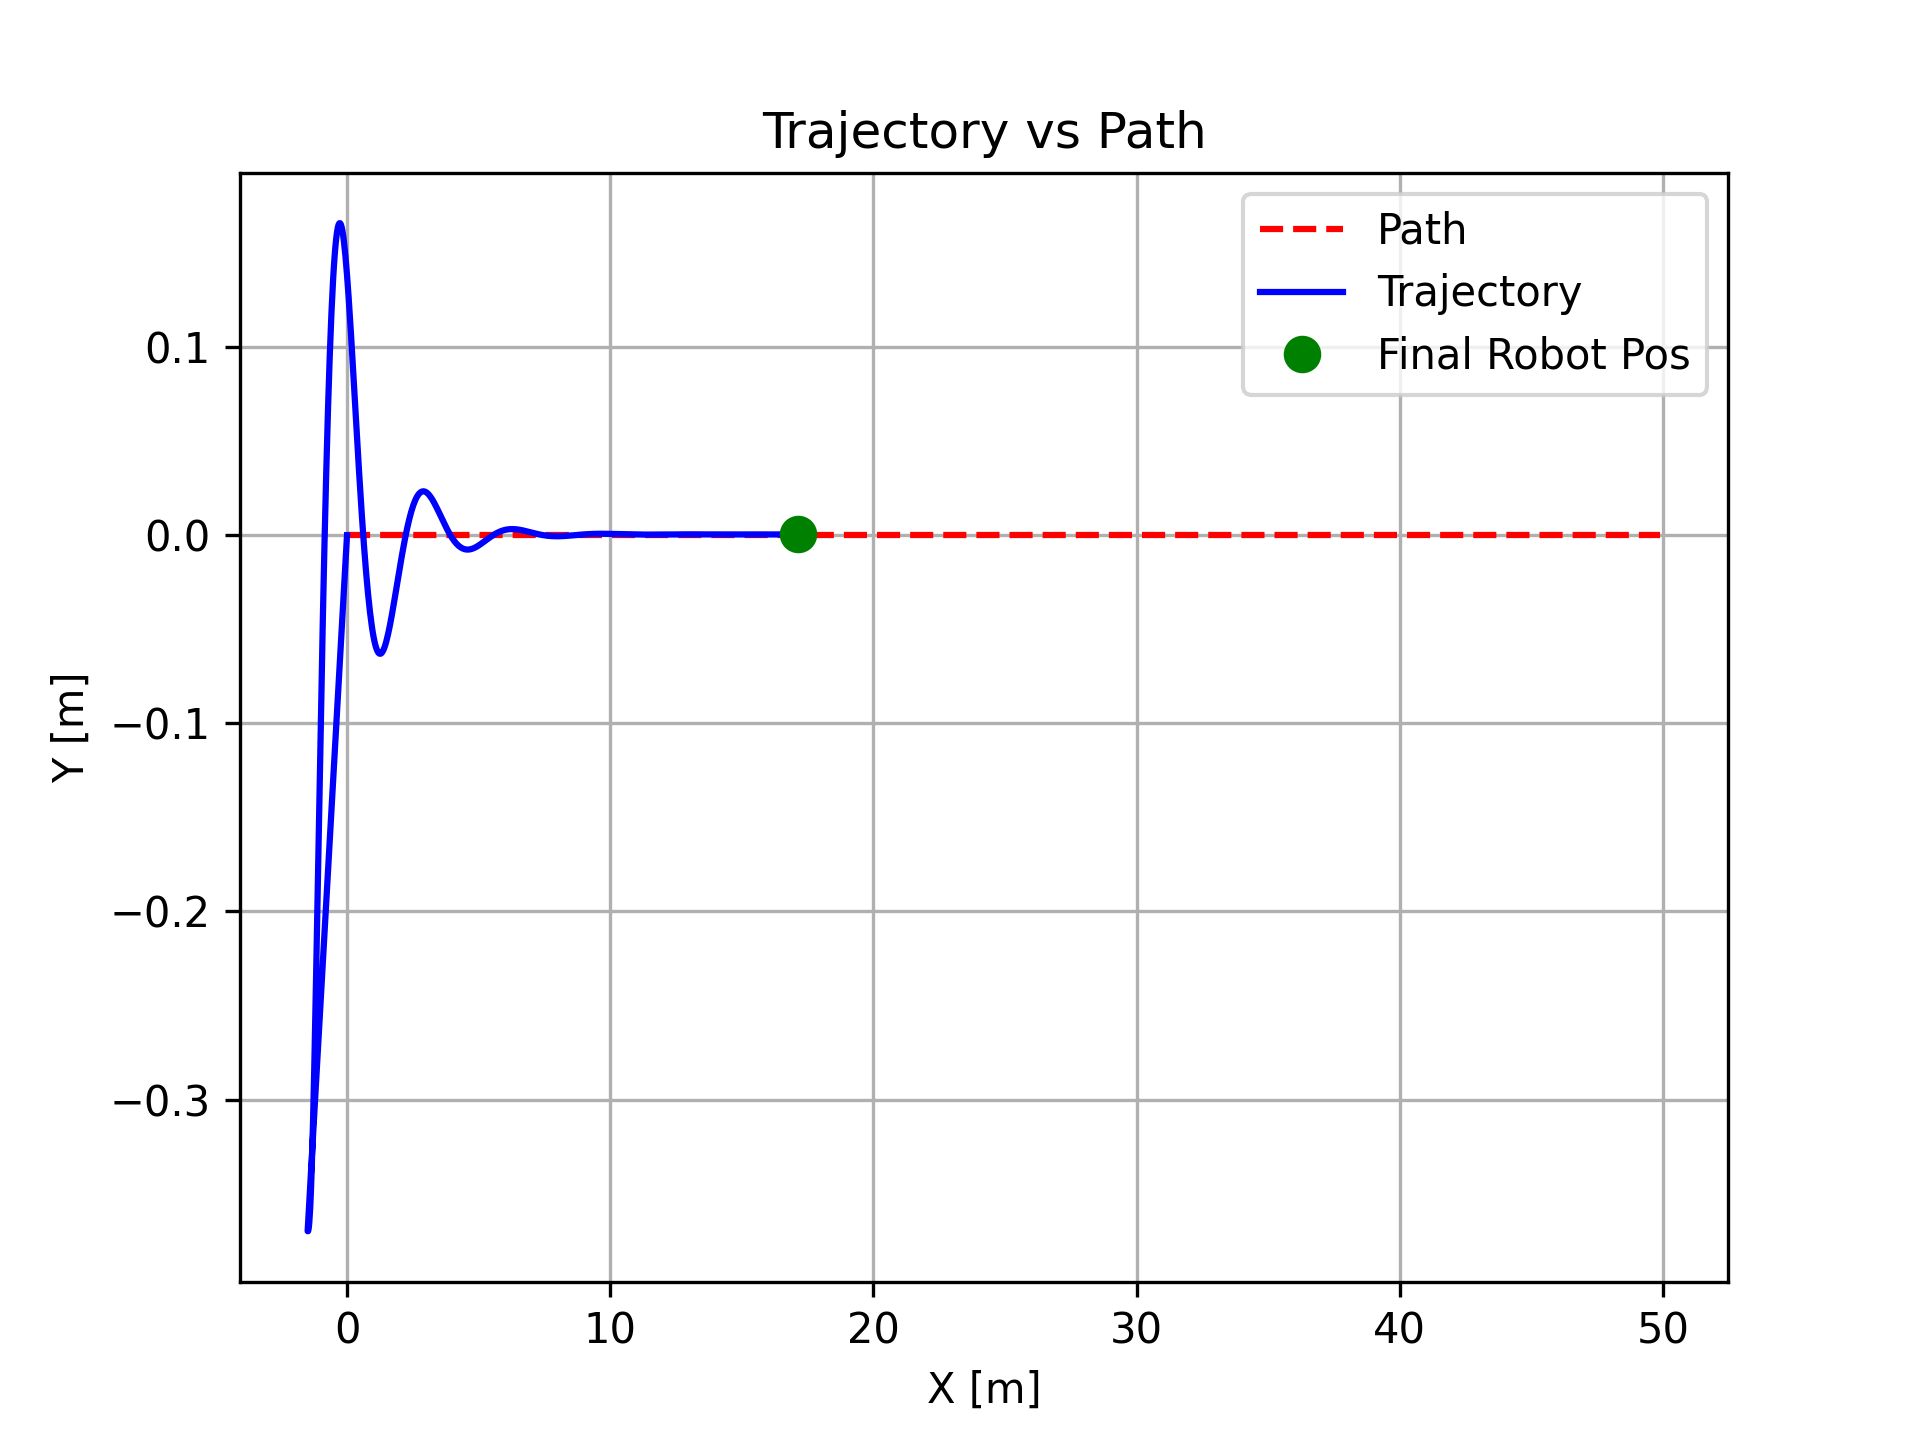 Trajectory vs Path
Path
Trajectory
Final Robot Pos
0.1
0.0
−0.1
−0.2
−0.3
Y [m]
0 10 20 30 40 50
X [m]